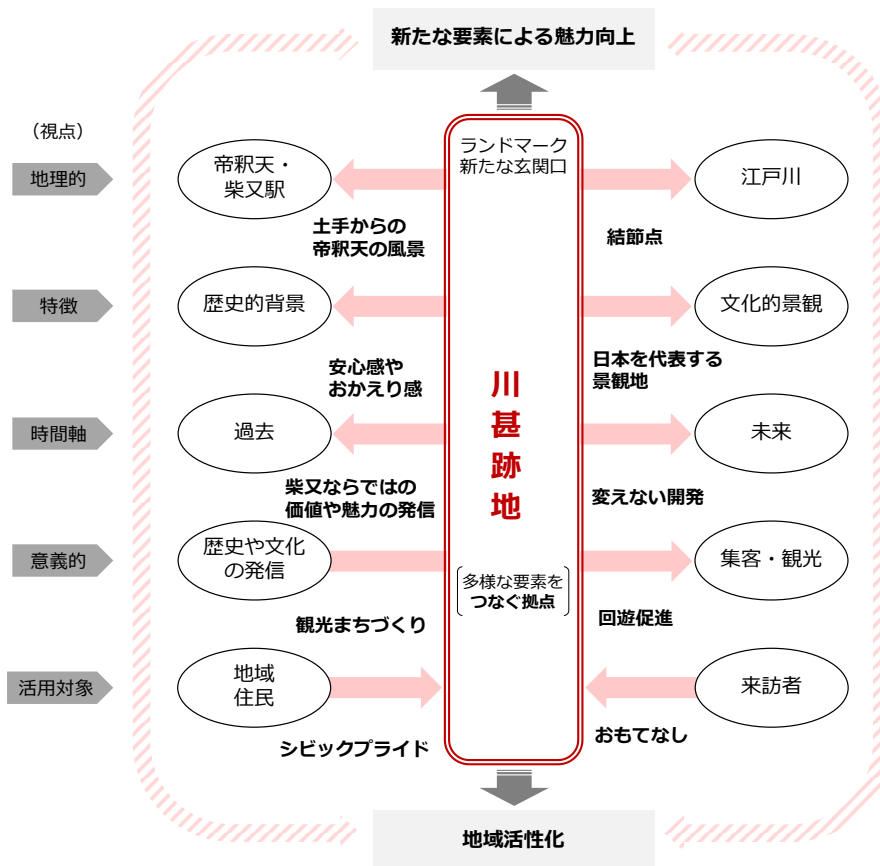 新たな要素による魅力向上
（視点）
ランドマーク
新たな玄関口
地理的
帝釈天・
柴又駅
江戸川
土手からの
帝釈天の風景
結節点
特徴
歴史的背景
文化的景観
安心感や
おかえり感
日本を代表する
景観地
川甚跡地
時間軸
過去
未来
柴又ならではの
価値や魅力の発信
変えない開発
意義的
歴史や文化
の発信
集客・観光
多様な要素を
つなぐ拠点
観光まちづくり
回遊促進
活用対象
地域
住民
来訪者
シビックプライド
おもてなし
地域活性化